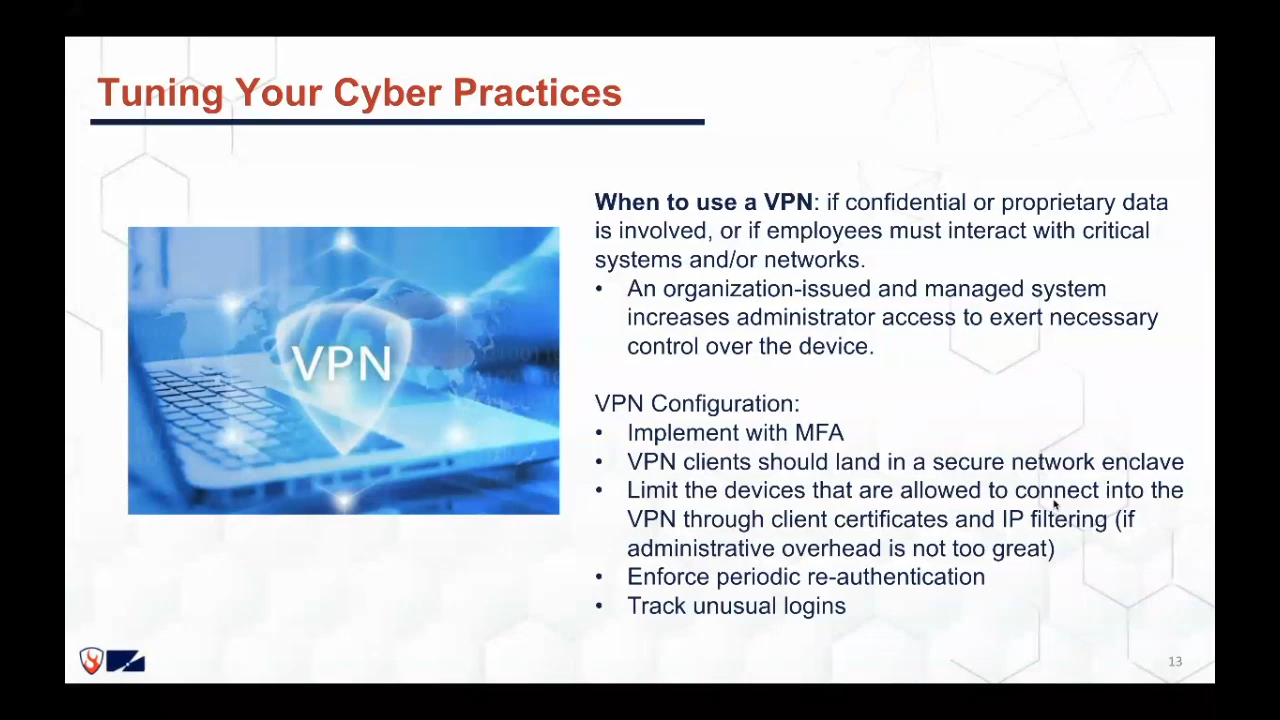 Tuning Your Cyber Practices
When to use a VPN: if confidential or proprietary data
is involved, or if employees must interact with critical
systems and/or networks.
• An organization-issued and managed system
increases administrator access to exert necessary
control over the device.
VPN
VPN Configuration:
• Implement with MFA
• VPN clients should land in a secure network enclave
• Limit the devices that are allowed to connect into the
VPN through client certificates and IP filtering (if
administrative overhead is not too great)
• Enforce periodic re-authentication
• Track unusual logins
13